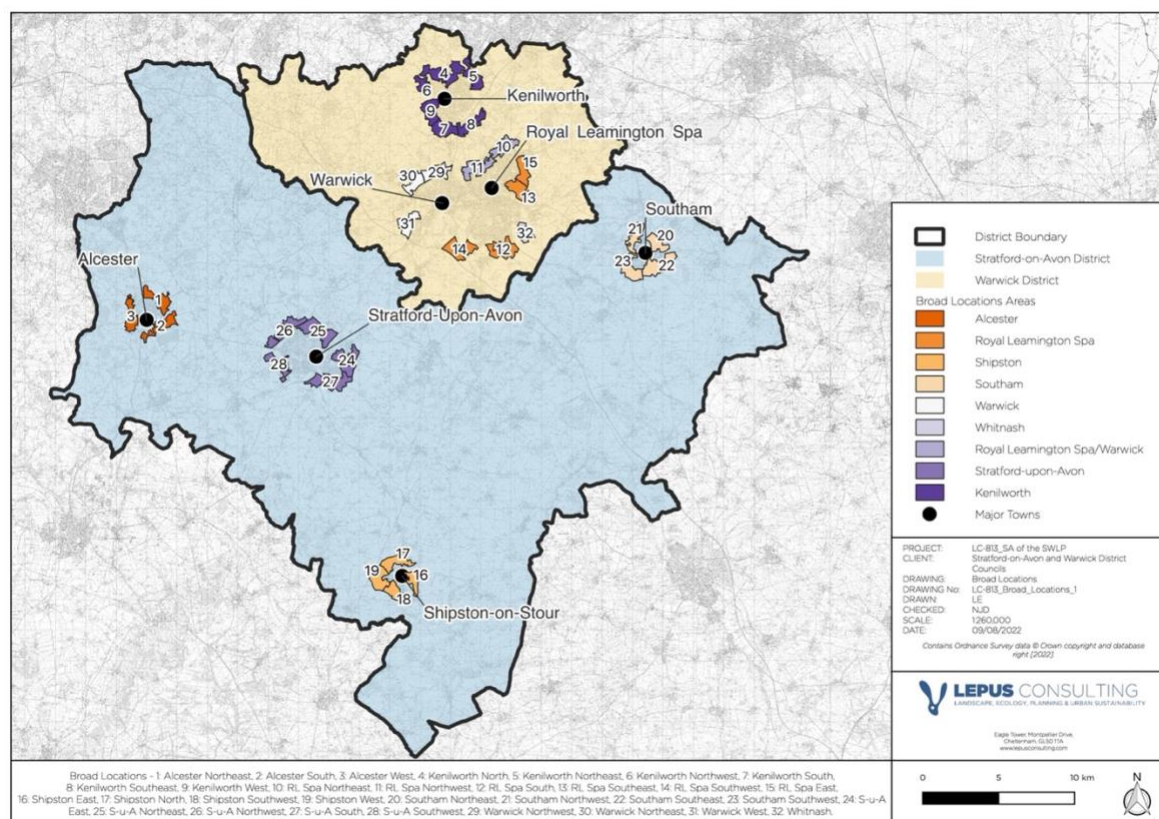 4
5
6
Kenilworth
9
7
8
Royal Leamington Spa
10
11
15
30
29
Warwick
13
31
Southam
21
20
32
14
12
23
22
Alcester
1
3
2
Stratford-Upon-Avon
26
25
28
24
27
17
19
16
18
Shipston-on-Stour
District Boundary
Stratford-on-Avon District
Warwick District
Broad Locations Areas
Alcester
Royal Leamington Spa
Shipston
Southam
Warwick
Whitnash
Royal Leamington Spa/Warwick
Stratford-upon-Avon
Kenilworth
Major Towns
PROJECT: LC-813_SA of the SWLP
CLIENT: Stratford-on-Avon and Warwick District
Councils
DRAWING: Broad Locations
DRAWING No: LC-813_Broad_Locations_1
DRAWN: LE
CHECKED: NJD
SCALE: 1:260,000
DATE: 09/08/2022
Contains Ordnance Survey data © Crown copyright and database
right [2022]
LEPUS CONSULTING
LANDSCAPE, ECOLOGY, PLANNING & URBAN SUSTAINABILITY
Eagle Tower, Montpellier Drive,
Cheltenham, GL50 1TA
www.lepusconsulting.com
0 5 10 km
N
Broad Locations - 1: Alcester Northeast, 2: Alcester South, 3: Alcester West, 4: Kenilworth North, 5: Kenilworth Northeast, 6: Kenilworth Northwest, 7: Kenilworth South,
8: Kenilworth Southeast, 9: Kenilworth West, 10: RL Spa Northeast, 11: RL Spa Northwest, 12: RL Spa South, 13: RL Spa Southeast, 14: RL Spa Southwest, 15: RL Spa East,
16: Shipston East, 17: Shipston North, 18: Shipston Southwest, 19: Shipston West, 20: Southam Northeast, 21: Southam Northwest, 22: Southam Southeast, 23: Southam Southwest, 24: S-u-A
East, 25: S-u-A Northeast, 26: S-u-A Northwest, 27: S-u-A South, 28: S-u-A Southwest, 29: Warwick Northeast, 30: Warwick Northwest, 31: Warwick West, 32: Whitnash.